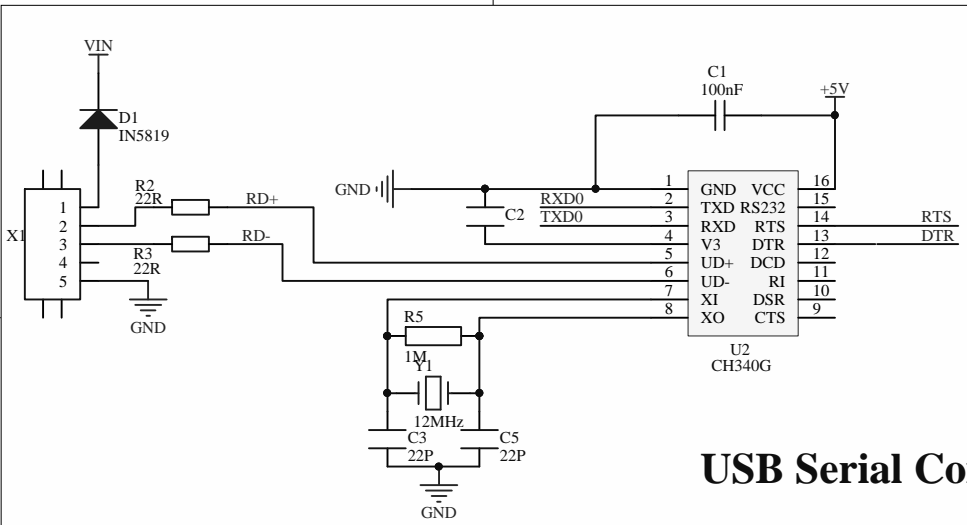 VIN
D1
IN5819
X1
1
2
3
4
5
R2
22R
RD+
R3
22R
RD-
GND
GND
C1
100nF
+5V
C2
RXD0
TXD0
1 GND VCC 16
2 TXD RS232 15
3 RXD RTS 14
4 V3 DTR 13
5 UD+ DCD 12
6 UD- RI 11
7 XI DSR 10
8 XO CTS 9
RTS
DTR
U2
CH340G
R5
1M
Y1
12MHz
C3
22P
C5
22P
GND
USB Serial